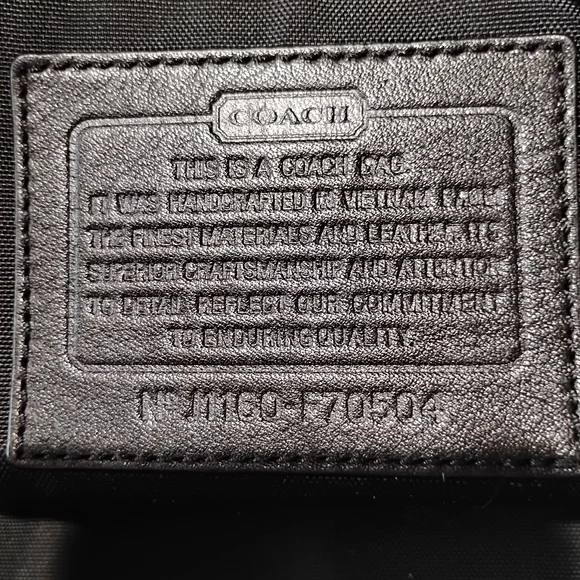 COACH
THIS IS A COACH BAG.
IT WAS HANDCRAFTED IN VIETNAM FROM
THE FINEST MATERIALS AND LEATHER. ITS
SUPERIOR CRAFTSMANSHIP AND ATTENTION
TO DETAIL REFLECT OUR COMMITMENT
TO ENDURING QUALITY.
Nº J1160-F70504